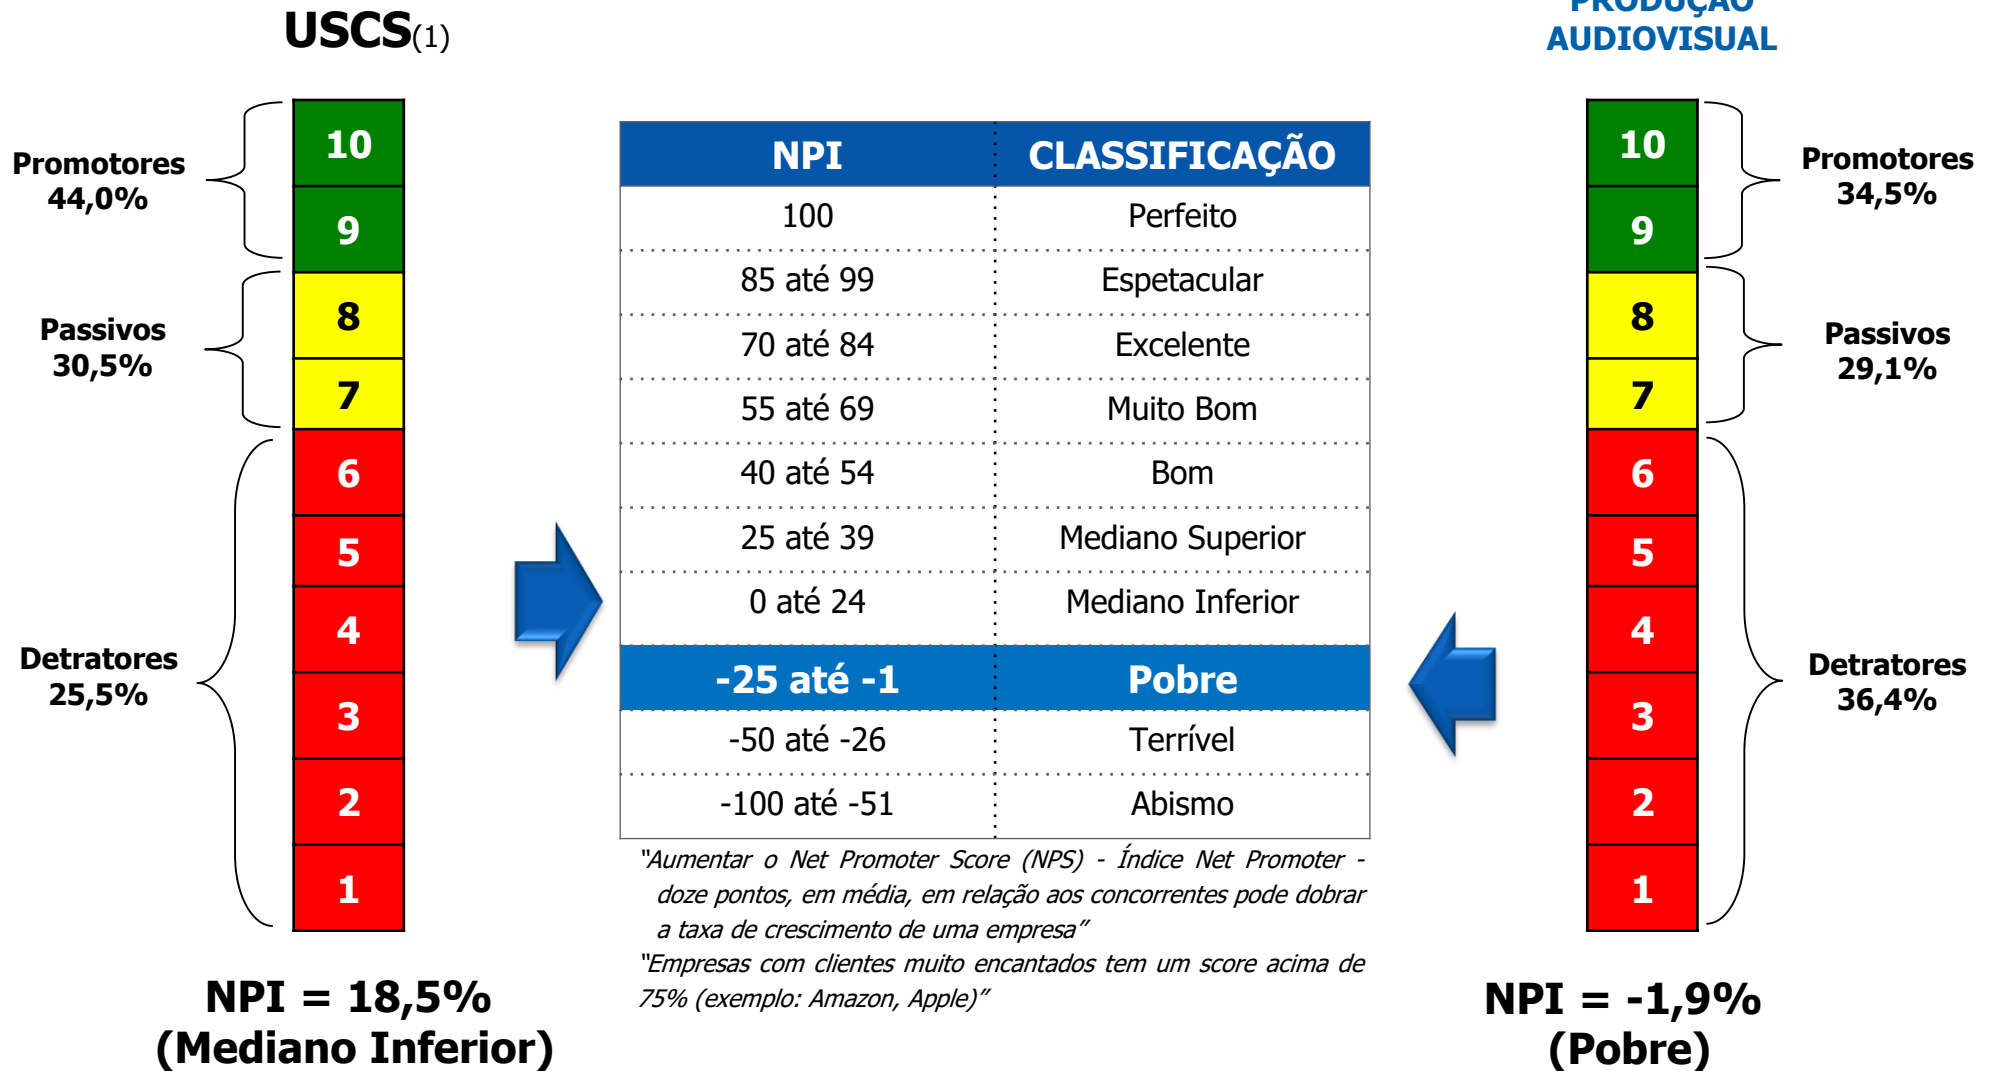 USCS(1)
10
9
8
7
6
5
4
3
2
1
Promotores
44,0%
Passivos
30,5%
Detratores
25,5%
NPI = 18,5%
(Mediano Inferior)
NPI CLASSIFICAÇÃO
100 Perfeito
85 até 99 Espetacular
70 até 84 Excelente
55 até 69 Muito Bom
40 até 54 Bom
25 até 39 Mediano Superior
0 até 24 Mediano Inferior
-25 até -1 Pobre
-50 até -26 Terrível
-100 até -51 Abismo
“Aumentar o Net Promoter Score (NPS) - Índice Net Promoter -
doze pontos, em média, em relação aos concorrentes pode dobrar
a taxa de crescimento de uma empresa”
“Empresas com clientes muito encantados tem um score acima de
75% (exemplo: Amazon, Apple)”
PRODUÇÃO
AUDIOVISUAL
10
9
8
7
6
5
4
3
2
1
Promotores
34,5%
Passivos
29,1%
Detratores
36,4%
NPI = -1,9%
(Pobre)